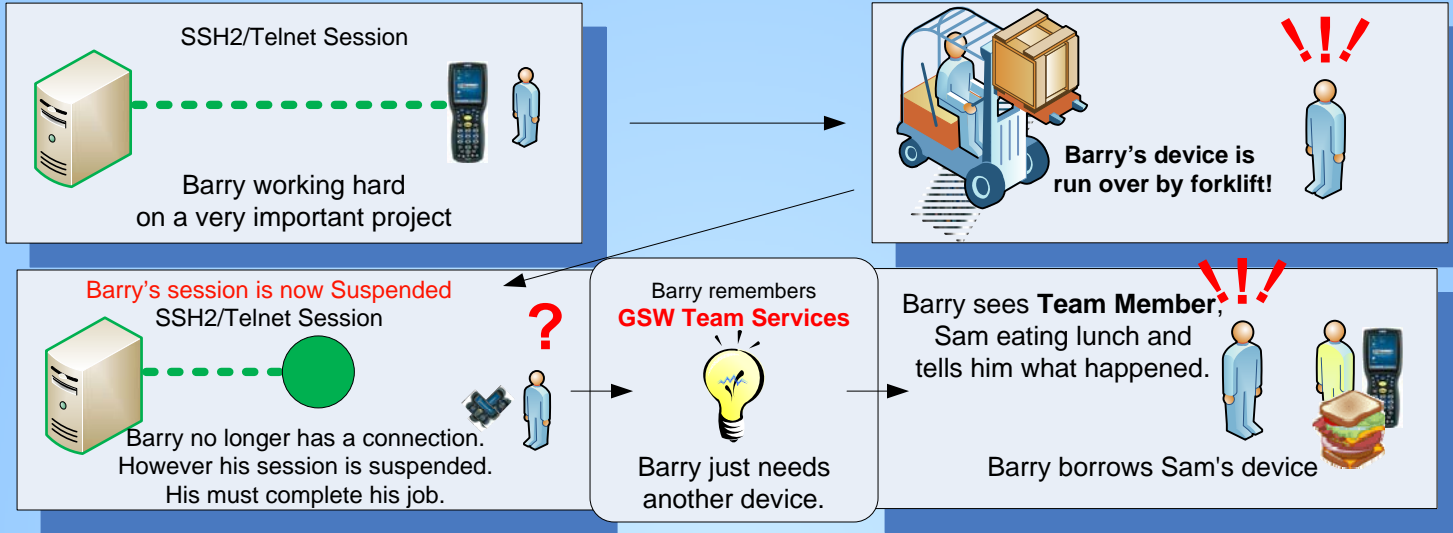 SSH2/Telnet Session
Barry working hard
on a very important project
Barry's device is
run over by forklift!
Barry's session is now Suspended
SSH2/Telnet Session
?
Barry no longer has a connection.
However his session is suspended.
His must complete his job.
Barry remembers
GSW Team Services
Barry just needs
another device.
Barry sees Team Member,
Sam eating lunch and
tells him what happened.
Barry borrows Sam's device